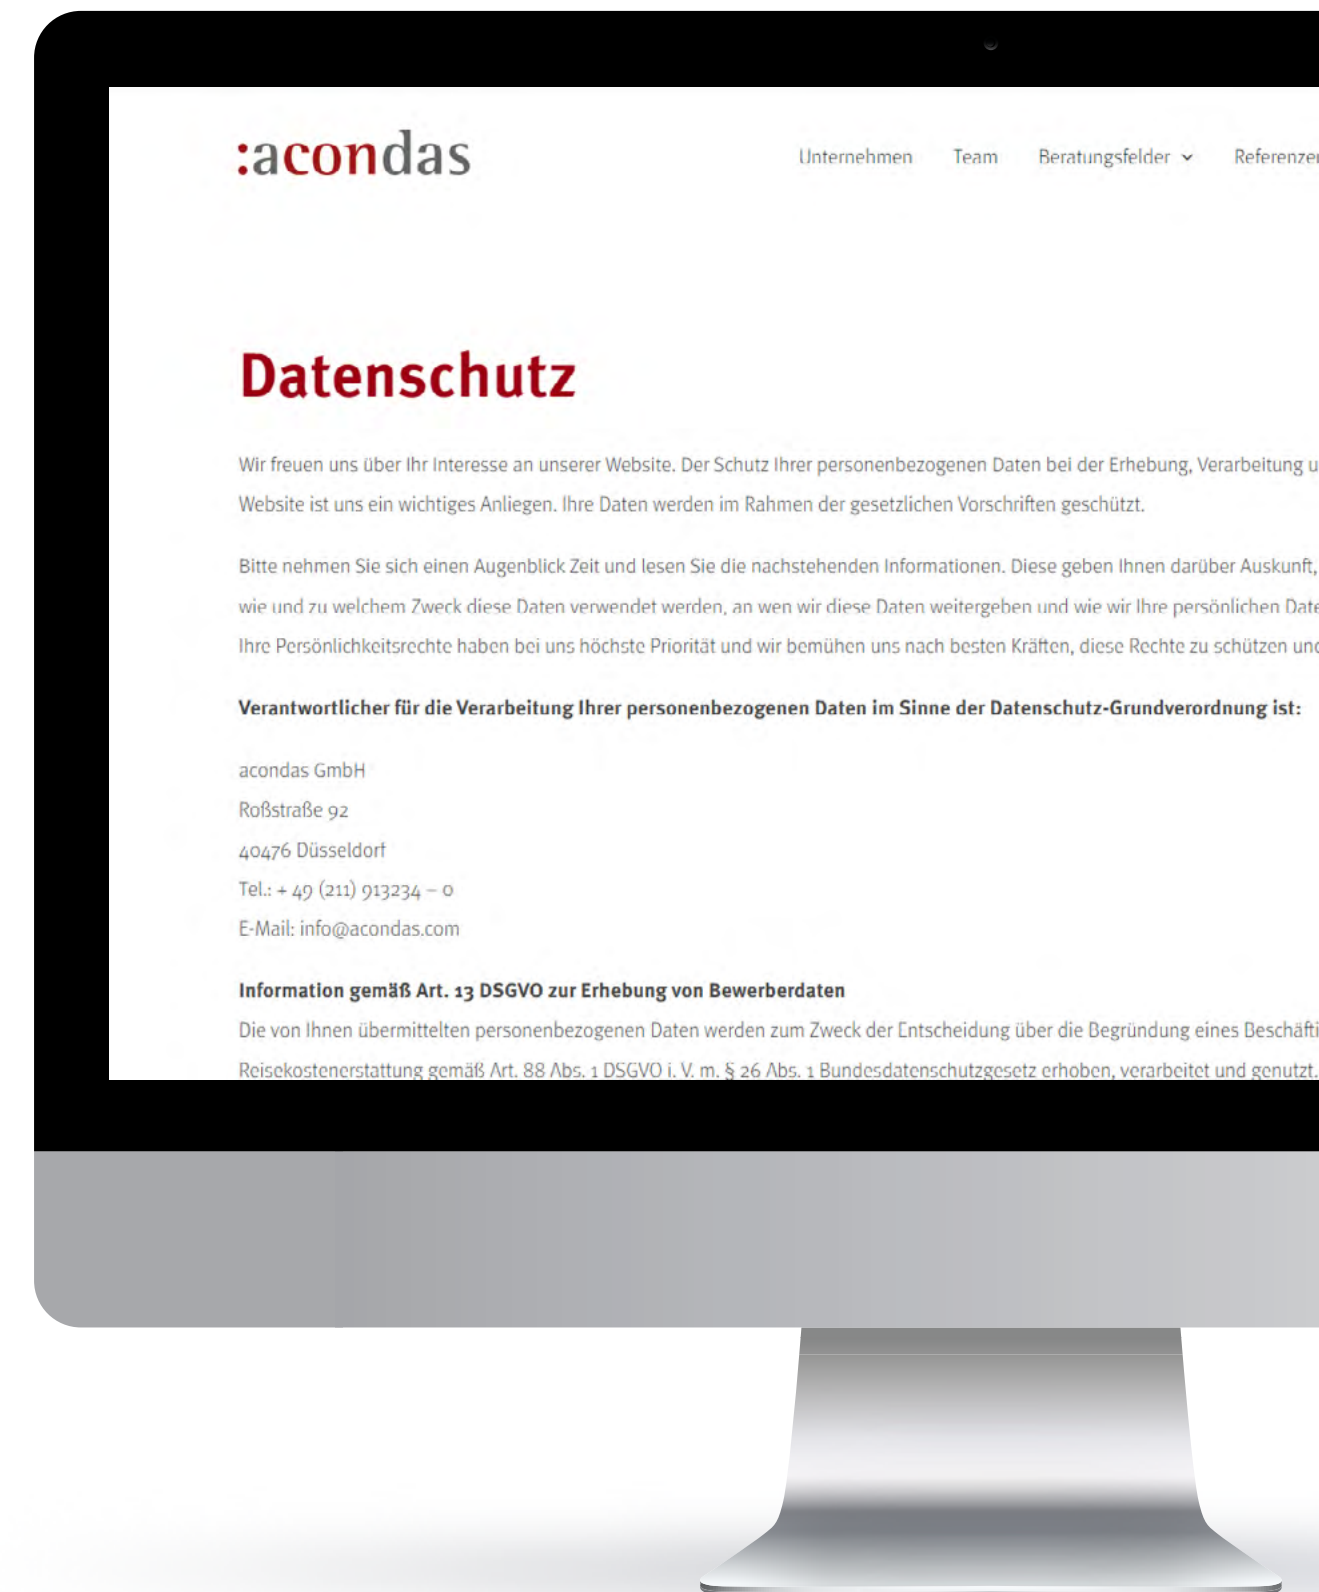 :acondas
Unternehmen Team Beratungsfelder Referenzen
Datenschutz
Wir freuen uns über Ihr Interesse an unserer Website. Der Schutz Ihrer personenbezogenen Daten bei der Erhebung, Verarbeitung u
Website ist uns ein wichtiges Anliegen. Ihre Daten werden im Rahmen der gesetzlichen Vorschriften geschützt.
Bitte nehmen Sie sich einen Augenblick Zeit und lesen Sie die nachstehenden Informationen. Diese geben Ihnen darüber Auskunft,
wie und zu welchem Zweck diese Daten verwendet werden, an wen wir diese Daten weitergeben und wie wir Ihre persönlichen Date
Ihre Persönlichkeitsrechte haben bei uns höchste Priorität und wir bemühen uns nach besten Kräften, diese Rechte zu schützen und
Verantwortlicher für die Verarbeitung Ihrer personenbezogenen Daten im Sinne der Datenschutz-Grundverordnung ist:
acondas GmbH
Roßstraße 92
40476 Düsseldorf
Tel.: + 49 (211) 913234 – 0
E-Mail: info@acondas.com
Information gemäß Art. 13 DSGVO zur Erhebung von Bewerberdaten
Die von Ihnen übermittelten personenbezogenen Daten werden zum Zweck der Entscheidung über die Begründung eines Beschäfti
Reisekostenerstattung gemäß Art. 88 Abs. 1 DSGVO i. V. m. § 26 Abs. 1 Bundesdatenschutzgesetz erhoben, verarbeitet und genutzt.